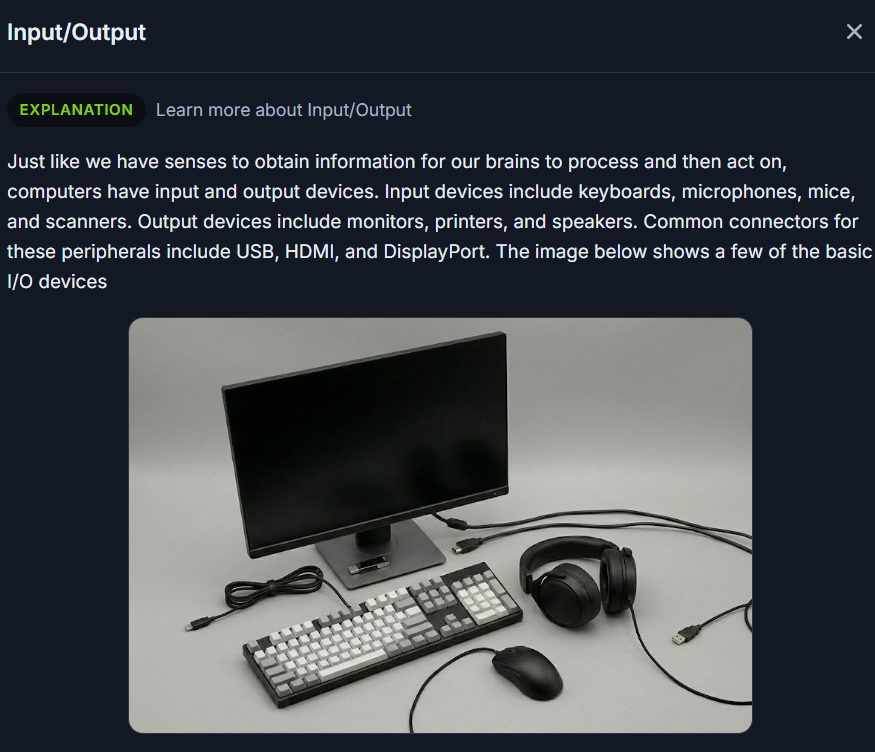 Input/Output
EXPLANATION Learn more about Input/Output
Just like we have senses to obtain information for our brains to process and then act on,
computers have input and output devices. Input devices include keyboards, microphones, mice,
and scanners. Output devices include monitors, printers, and speakers. Common connectors for
these peripherals include USB, HDMI, and DisplayPort. The image below shows a few of the basic
I/O devices